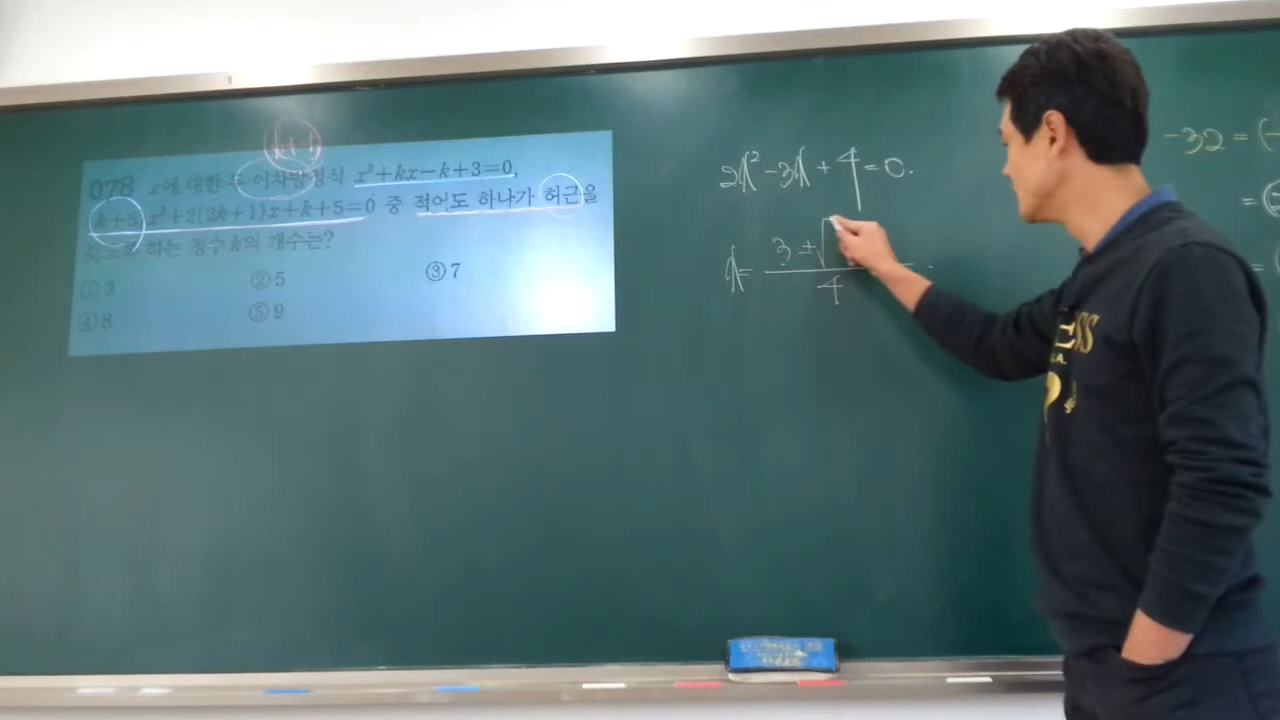 078 x에 대한 두 이차방정식 x²+kx-k+3=0,
(k+5)x²+2(2k+1)x+k+5=0 중 적어도 하나가 허근을
갖도록 하는 정수 k의 개수는?
① 3 ② 5 ③ 7
④ 8 ⑤ 9
2x² - 3x + 4 = 0.
x = 3 ± √
4
-32 = (-
= (